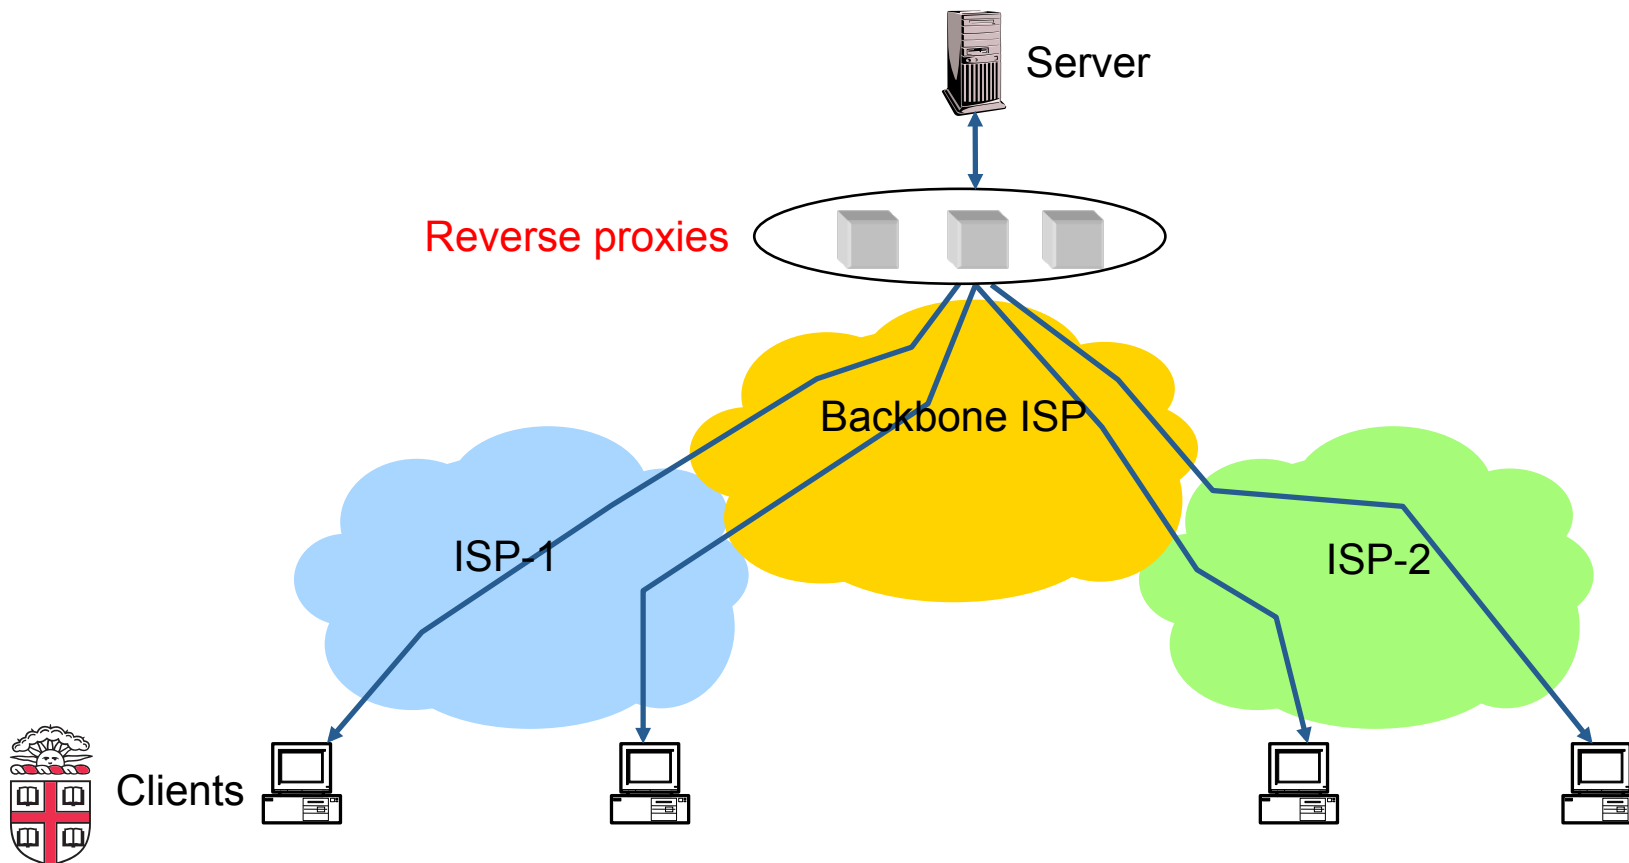 Server
Reverse proxies
Backbone ISP
ISP-1
ISP-2
Clients